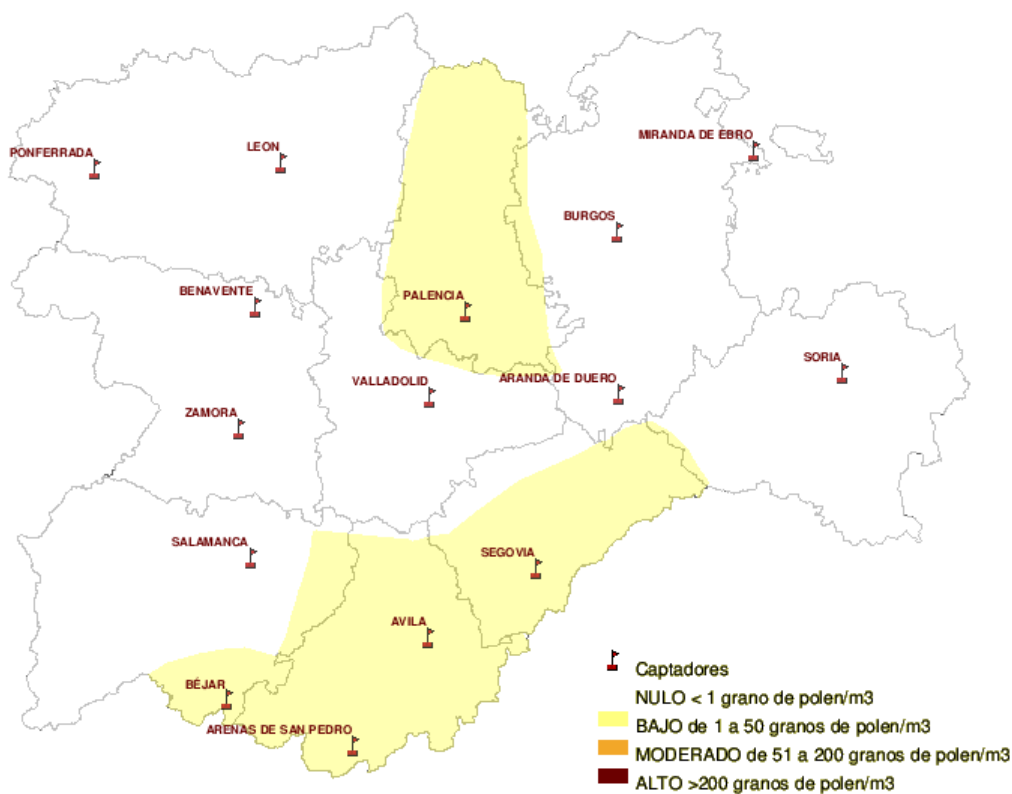 MIRANDA DE EBRO
PONFERRADA
LEON
BURGOS
BENAVENTE
PALENCIA
SORIA
VALLADOLID
ARANDA DE DUERO
ZAMORA
SALAMANCA
SEGOVIA
AVILA
BÉJAR
ARENAS DE SAN PEDRO
Captadores
NULO < 1 grano de polen/m3
BAJO de 1 a 50 granos de polen/m3
MODERADO de 51 a 200 granos de polen/m3
ALTO >200 granos de polen/m3